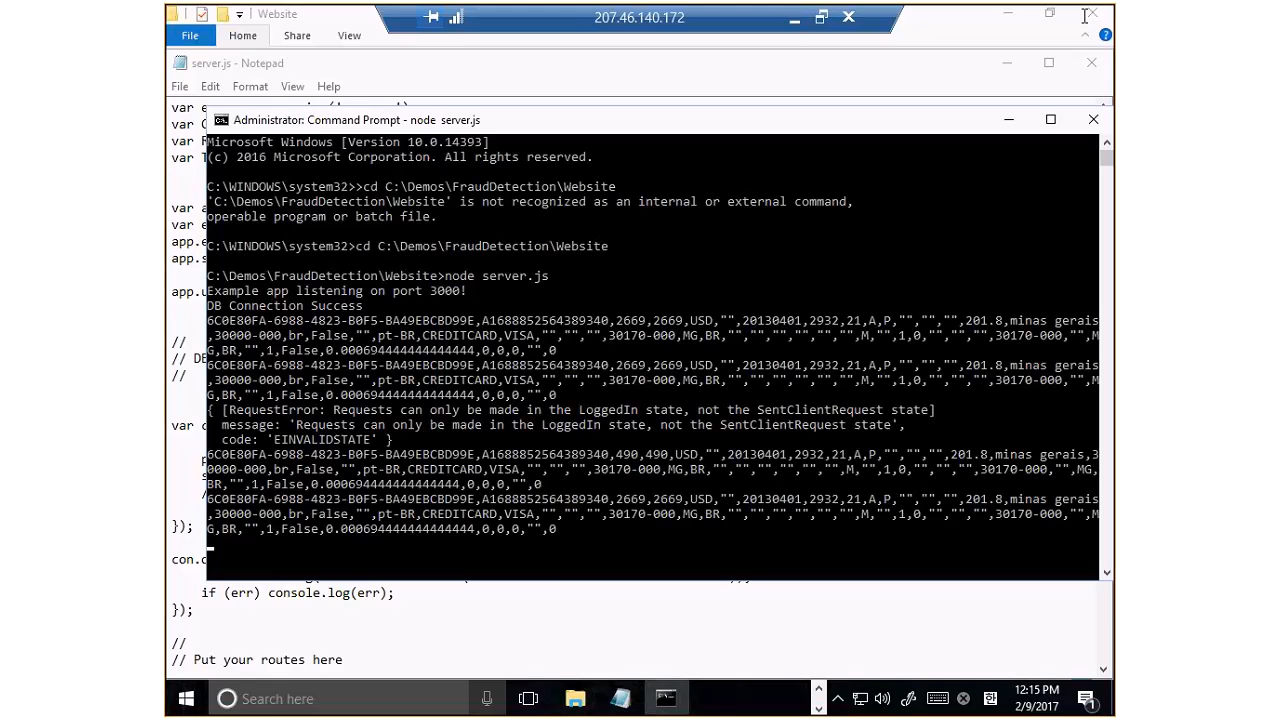 Website
207.46.140.172
File Home Share View
server.js - Notepad
File Edit Format View Help
var
Administrator: Command Prompt - node server.js
Microsoft Windows [Version 10.0.14393]
(c) 2016 Microsoft Corporation. All rights reserved.
C:\WINDOWS\system32>>cd C:\Demos\FraudDetection\Website
'C:\Demos\FraudDetection\Website' is not recognized as an internal or external command,
operable program or batch file.
C:\WINDOWS\system32>cd C:\Demos\FraudDetection\Website
C:\Demos\FraudDetection\Website>node server.js
Example app listening on port 3000!
DB Connection Success
6C0E80FA-6988-4823-B0F5-BA49EBCBD99E,A1688852564389340,2669,2669,USD,"",20130401,2932,21,A,P,"","","",201.8,minas gerais
,30000-000,br,False,"",pt-BR,CREDITCARD,VISA,"","","",30170-000,MG,BR,"","","","","",M,"",1,0,"","","",30170-000,"",M
G,BR,"",1,False,0.000694444444444444,0,0,0,"",0
6C0E80FA-6988-4823-B0F5-BA49EBCBD99E,A1688852564389340,2669,2669,USD,"",20130401,2932,21,A,P,"","","",201.8,minas gerais
,30000-000,br,False,"",pt-BR,CREDITCARD,VISA,"","","",30170-000,MG,BR,"","","","","",M,"",1,0,"","","",30170-000,"",M
G,BR,"",1,False,0.000694444444444444,0,0,0,"",0
{ [RequestError: Requests can only be made in the LoggedIn state, not the SentClientRequest state]
message: 'Requests can only be made in the LoggedIn state, not the SentClientRequest state',
code: 'EINVALIDSTATE' }
6C0E80FA-6988-4823-B0F5-BA49EBCBD99E,A1688852564389340,490,490,USD,"",20130401,2932,21,A,P,"","","",201.8,minas gerais,3
0000-000,br,False,"",pt-BR,CREDITCARD,VISA,"","","",30170-000,MG,BR,"","","","","",M,"",1,0,"","","",30170-000,"",MG,
BR,"",1,False,0.000694444444444444,0,0,0,"",0
6C0E80FA-6988-4823-B0F5-BA49EBCBD99E,A1688852564389340,2669,2669,USD,"",20130401,2932,21,A,P,"","","",201.8,minas gerais
,30000-000,br,False,"",pt-BR,CREDITCARD,VISA,"","","",30170-000,MG,BR,"","","","","",M,"",1,0,"","","",30170-000,"",M
G,BR,"",1,False,0.000694444444444444,0,0,0,"",0
var
var
var
var a
var e
app.e
app.s
app.u
//
// DB
//
var c
});
con.
if (err) console.log(err);
});
//
// Put your routes here
Search here
12:15 PM
2/9/2017